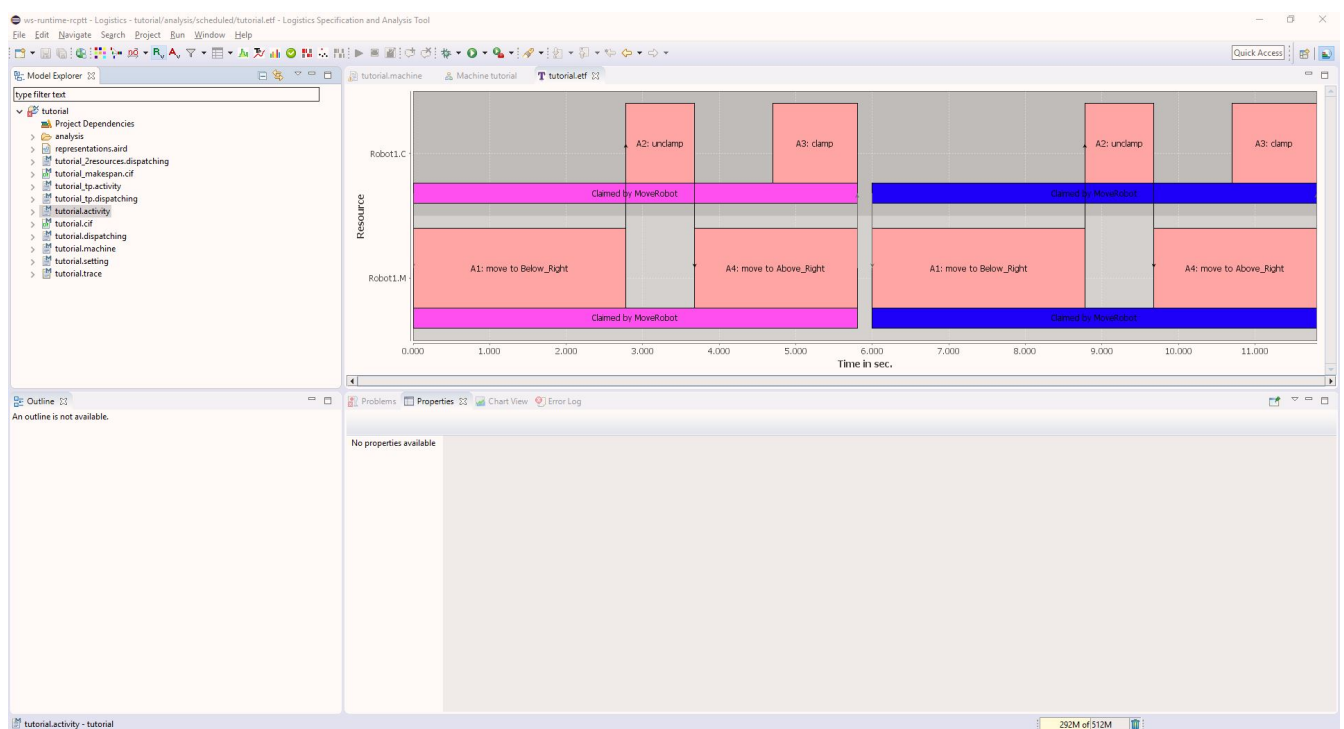 ws-runtime-rcptt - Logistics - tutorial/analysis/scheduled/tutorial.etf - Logistics Specification and Analysis Tool
File Edit Navigate Search Project Run Window Help
Quick Access
Model Explorer
type filter text
tutorial
Project Dependencies
analysis
representations.aird
tutorial_2resources.dispatching
tutorial_makespan.cif
tutorial_tp.activity
tutorial_tp.dispatching
tutorial.activity
tutorial.cif
tutorial.dispatching
tutorial.machine
tutorial.setting
tutorial.trace
tutorial.machine Machine tutorial tutorial.etf
Resource
Robot1.C
A2: unclamp A3: clamp A2: unclamp A3: clamp
Claimed by MoveRobot Claimed by MoveRobot
Robot1.M
A1: move to Below_Right A4: move to Above_Right A1: move to Below_Right A4: move to Above_Right
Claimed by MoveRobot Claimed by MoveRobot
0.000 1.000 2.000 3.000 4.000 5.000 6.000 7.000 8.000 9.000 10.000 11.000
Time in sec.
Outline
An outline is not available.
Problems Properties Chart View Error Log
No properties available
tutorial.activity - tutorial
292M of 512M